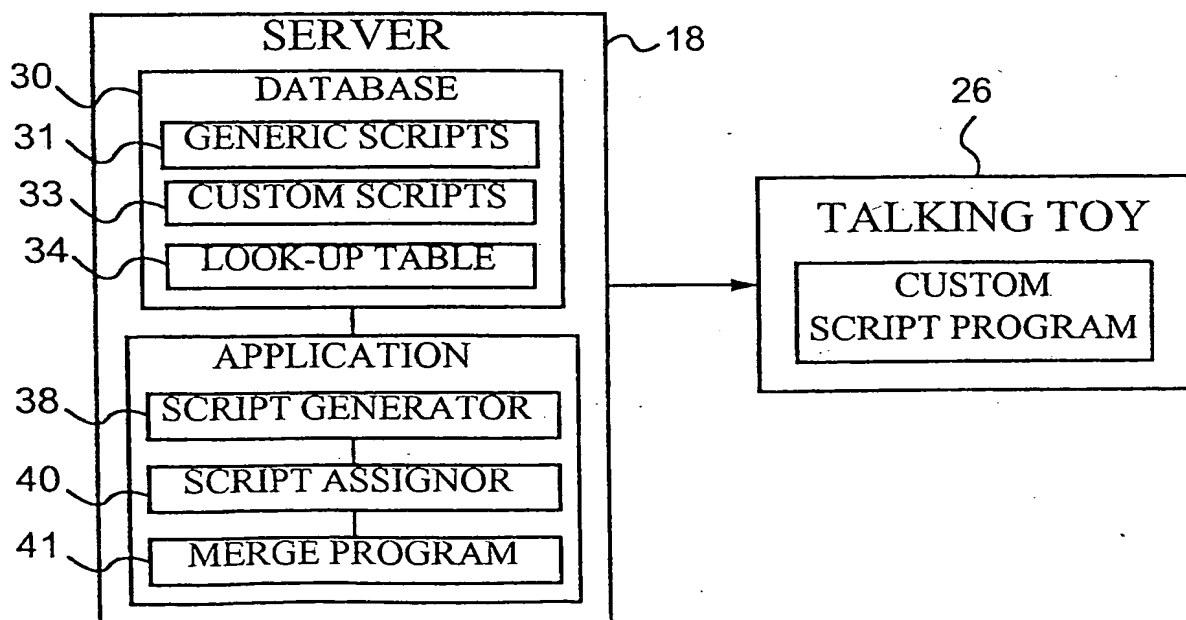 SERVER
18
30
DATABASE
31
GENERIC SCRIPTS
33
CUSTOM SCRIPTS
34
LOOK-UP TABLE
APPLICATION
38
SCRIPT GENERATOR
40
SCRIPT ASSIGNOR
41
MERGE PROGRAM
26
TALKING TOY
CUSTOM
SCRIPT PROGRAM